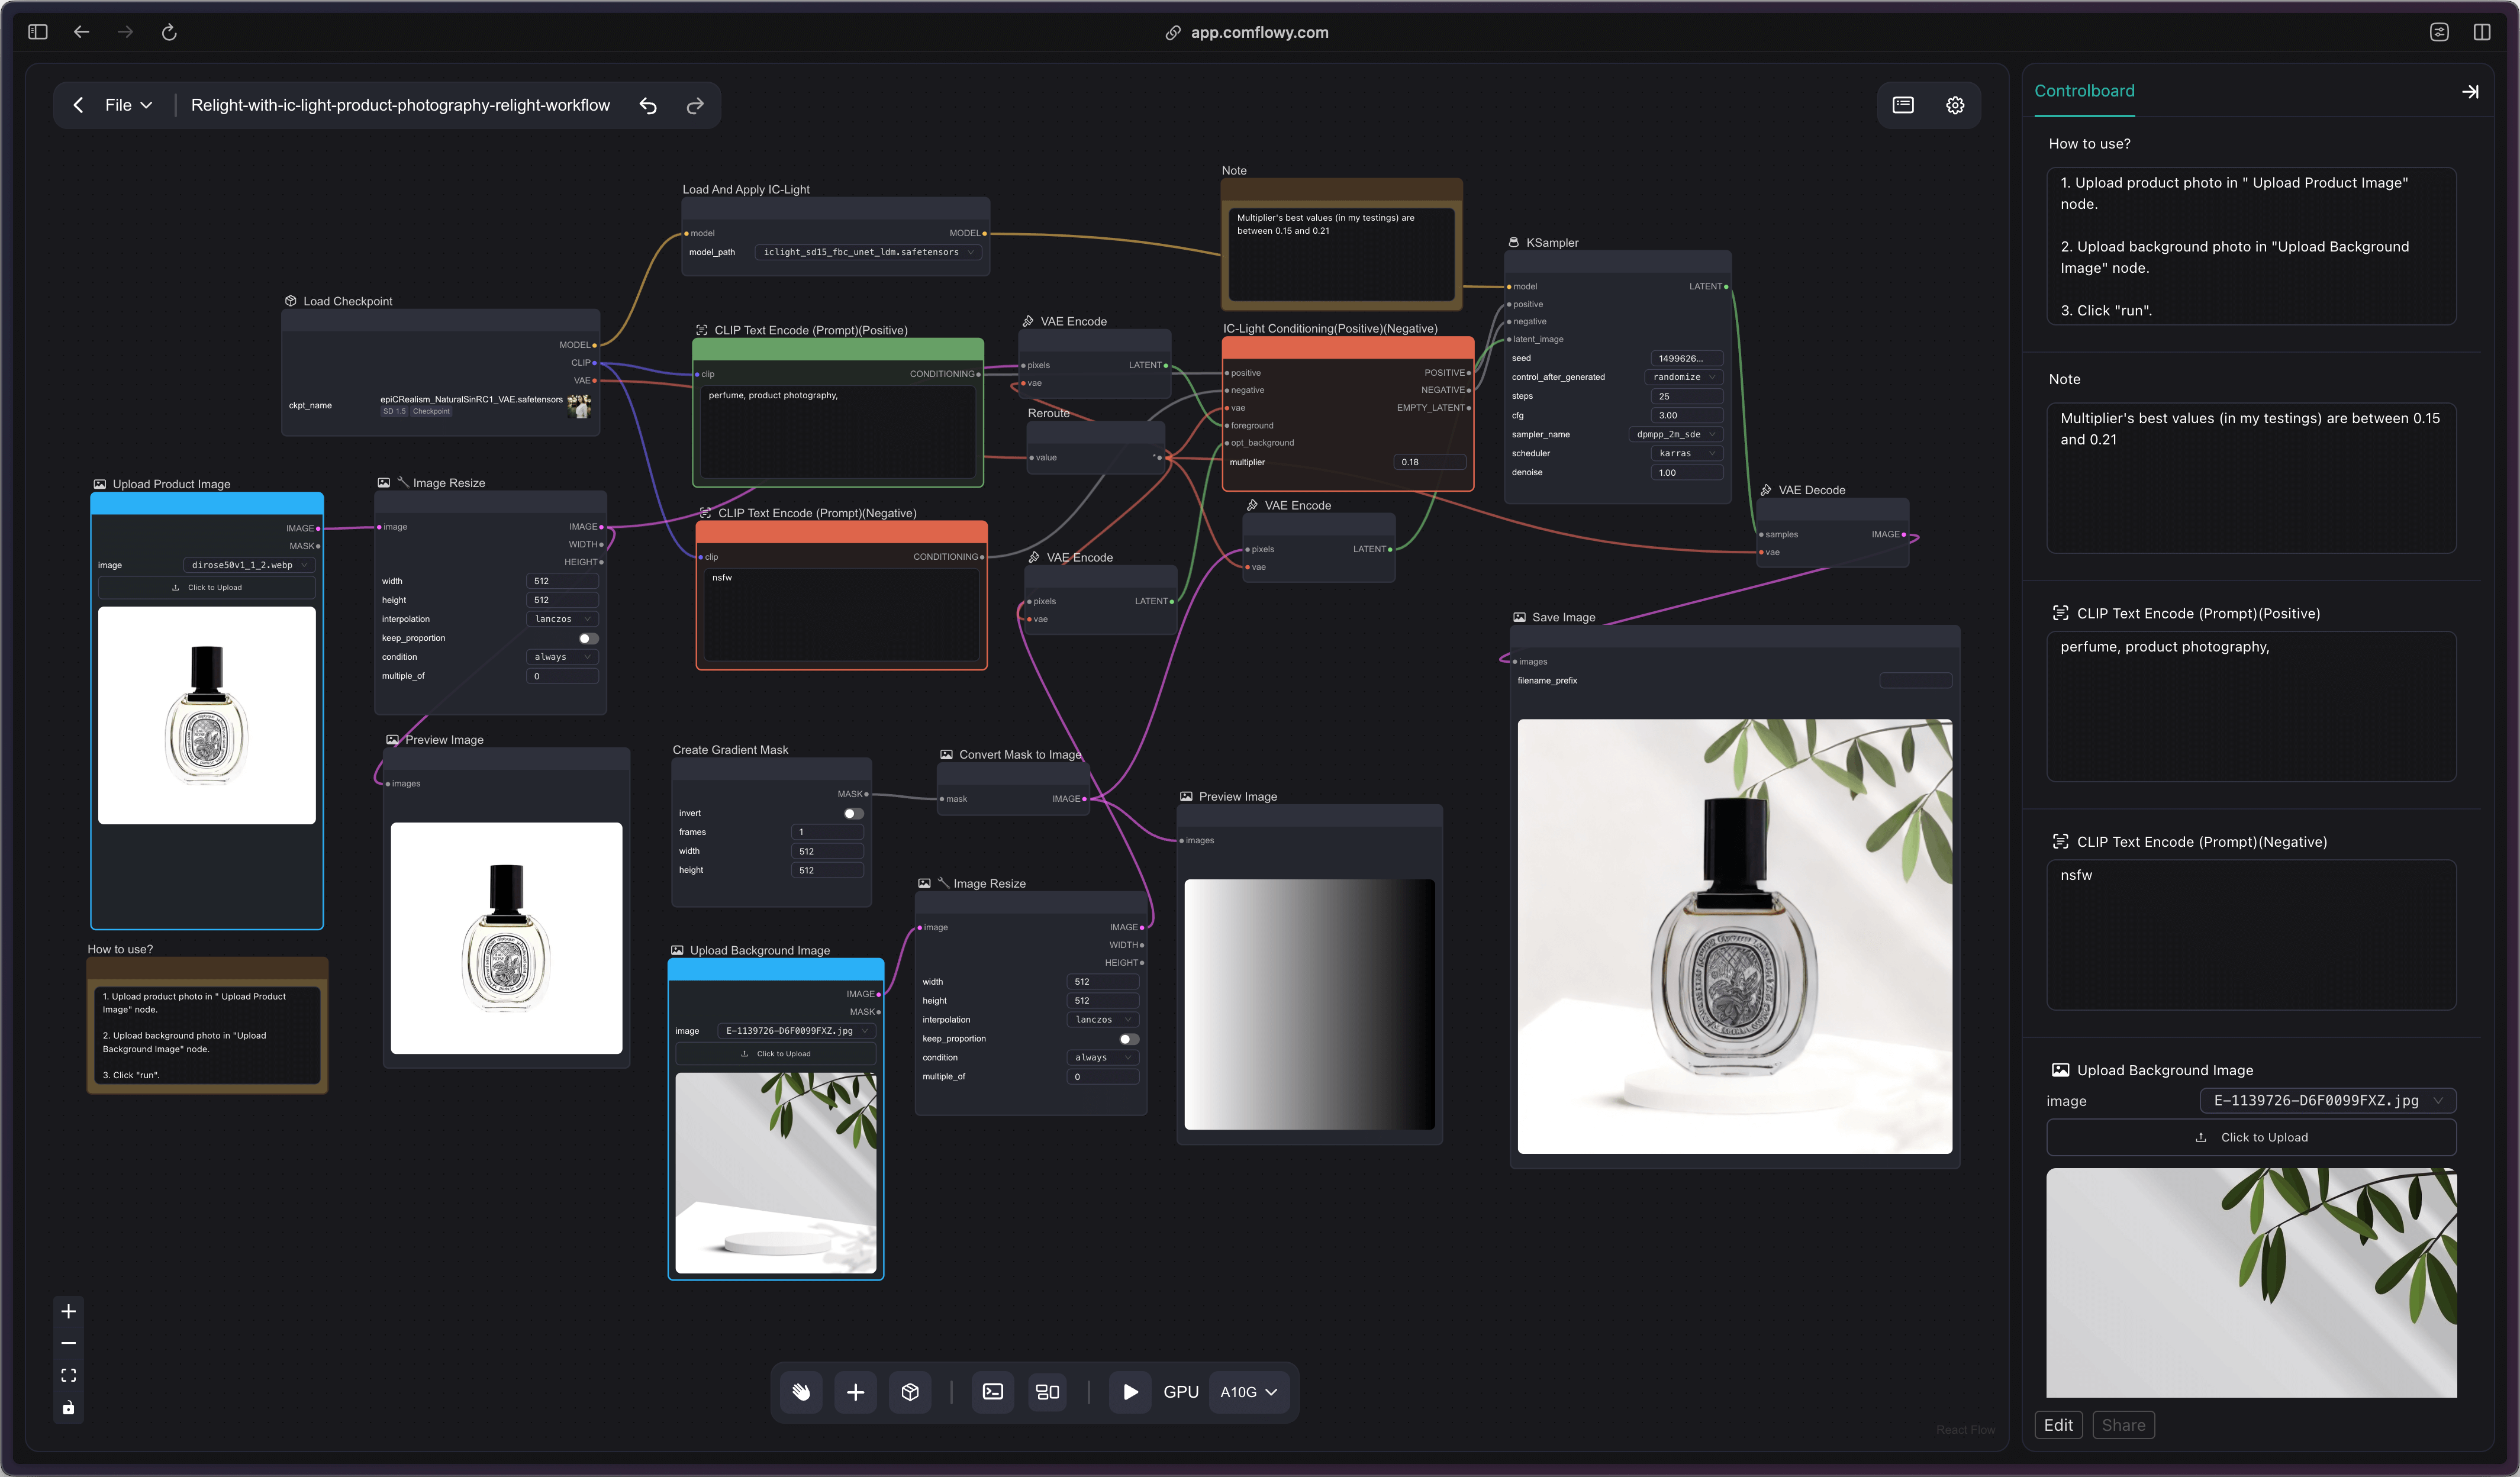 app.comflowy.com
File
Relight-with-ic-light-product-photography-relight-workflow
Load And Apply IC-Light
model
MODEL
model_path
iclight_sd15_fbc_unet_ldm.safetensors
Note
Multiplier's best values (in my testings) are
between 0.15 and 0.21
KSampler
model
LATENT
positive
negative
latent_image
seed
1499626...
control_after_generated
randomize
steps
25
cfg
3.00
sampler_name
dpmpp_2m_sde
scheduler
karras
denoise
1.00
Load Checkpoint
MODEL
CLIP
VAE
ckpt_name
epiCRealism_NaturalSinRC1_VAE.safetensors
SD 1.5
Checkpoint
CLIP Text Encode (Prompt)(Positive)
clip
CONDITIONING
perfume, product photography,
VAE Encode
pixels
LATENT
vae
Reroute
value
*
IC-Light Conditioning(Positive)(Negative)
positive
POSITIVE
negative
NEGATIVE
vae
EMPTY_LATENT
foreground
opt_background
multiplier
0.18
VAE Encode
pixels
LATENT
vae
VAE Decode
samples
IMAGE
vae
Upload Product Image
IMAGE
MASK
image
dirose50v1_1_2.webp
Click to Upload
Image Resize
image
IMAGE
WIDTH
HEIGHT
width
512
height
512
interpolation
lanczos
keep_proportion
condition
always
multiple_of
0
CLIP Text Encode (Prompt)(Negative)
clip
CONDITIONING
nsfw
VAE Encode
pixels
LATENT
vae
Save Image
images
filename_prefix
Preview Image
images
Create Gradient Mask
MASK
invert
frames
1
width
512
height
512
Convert Mask to Image
mask
IMAGE
Preview Image
images
Image Resize
image
IMAGE
WIDTH
HEIGHT
width
512
height
512
interpolation
lanczos
keep_proportion
condition
always
multiple_of
0
How to use?
1. Upload product photo in " Upload Product
Image" node.
2. Upload background photo in "Upload
Background Image" node.
3. Click "run".
Upload Background Image
IMAGE
MASK
image
E-1139726-D6F0099FXZ.jpg
Click to Upload
GPU
A10G
React Flow
Controlboard
How to use?
1. Upload product photo in " Upload Product Image"
node.
2. Upload background photo in "Upload Background
Image" node.
3. Click "run".
Note
Multiplier's best values (in my testings) are between 0.15
and 0.21
CLIP Text Encode (Prompt)(Positive)
perfume, product photography,
CLIP Text Encode (Prompt)(Negative)
nsfw
Upload Background Image
image
E-1139726-D6F0099FXZ.jpg
Click to Upload
Edit
Share